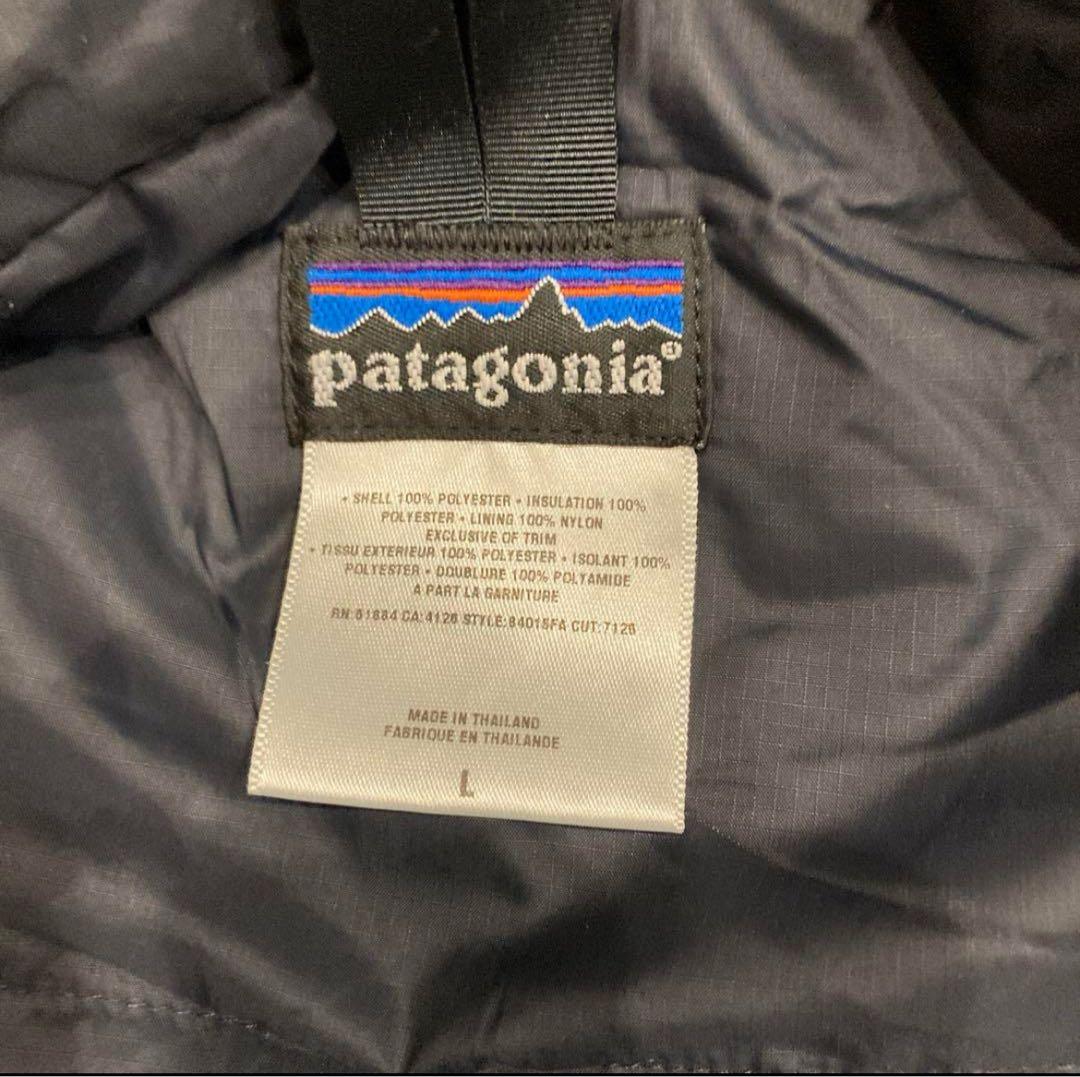 patagonia®
• SHELL 100% POLYESTER • INSULATION 100%
POLYESTER • LINING 100% NYLON
EXCLUSIVE OF TRIM
• TISSU EXTERIEUR 100% POLYESTER • ISOLANT 100%
POLYESTER • DOUBLURE 100% POLYAMIDE
A PART LA GARNITURE
RN:51884 CA:4126 STYLE:84015FA CUT:7125
MADE IN THAILAND
FABRIQUE EN THAILANDE
L